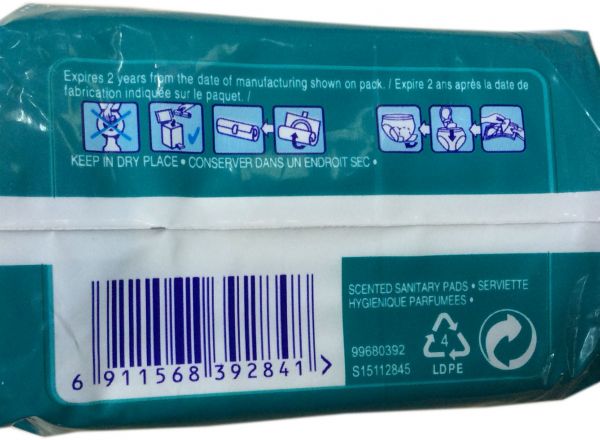 Expires 2 years from the date of manufacturing shown on pack. / Expire 2 ans après la date de
fabrication indiquée sur le paquet. /
KEEP IN DRY PLACE • CONSERVER DANS UN ENDROIT SEC •
SCENTED SANITARY PADS • SERVIETTE
HYGIENIQUE PARFUMEES •
99680392
S15112845
4
LDPE
6 911568 392841 >